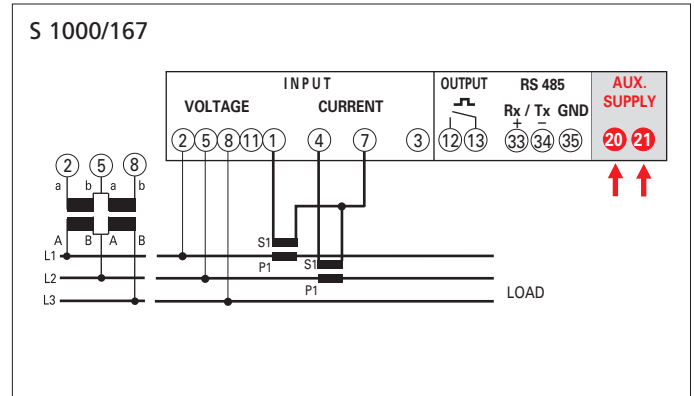 S 1000/167
INPUT
OUTPUT
RS 485
AUX.
SUPPLY
VOLTAGE
CURRENT
Rx / Tx GND
+ −
2 5 8 11 1 4 7 3 12 13 33 34 35 20 21
2 5 8
a b a b
A B A B
S1
L1
P1
S1
L2
P1
L3
LOAD